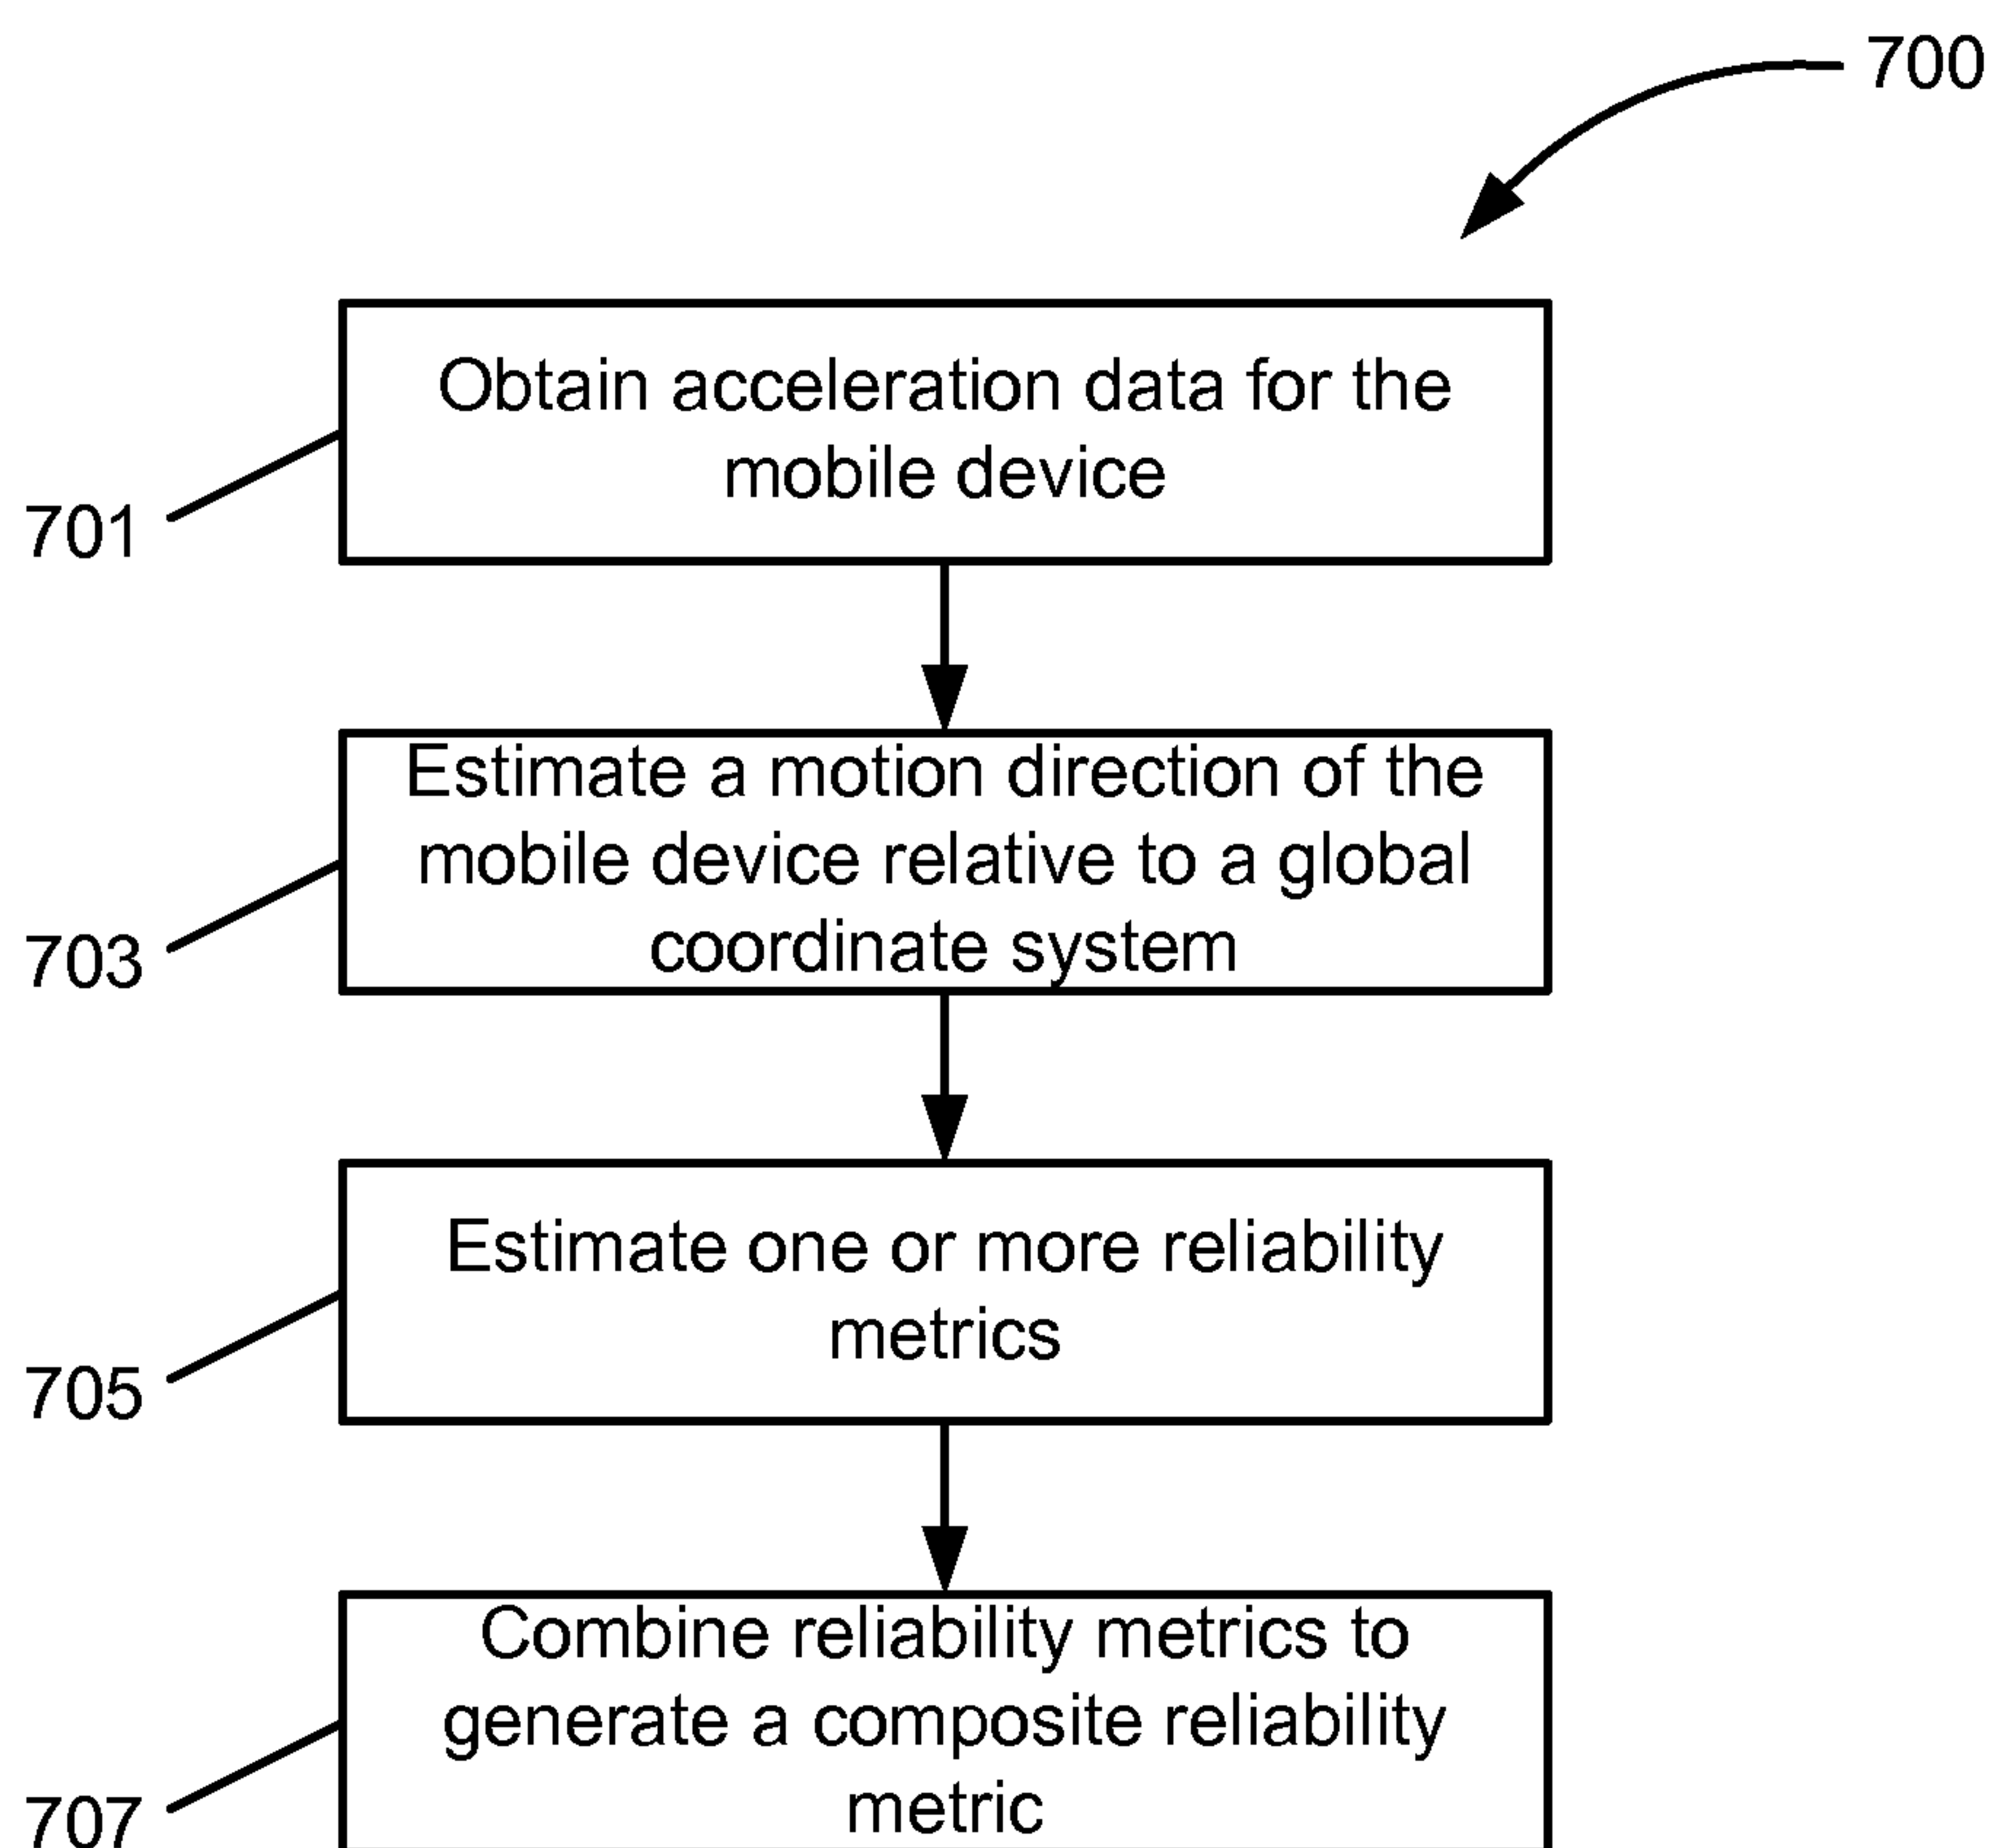 700
Obtain acceleration data for the
mobile device
701
Estimate a motion direction of the
mobile device relative to a global
coordinate system
703
Estimate one or more reliability
metrics
705
Combine reliability metrics to
generate a composite reliability
metric
707